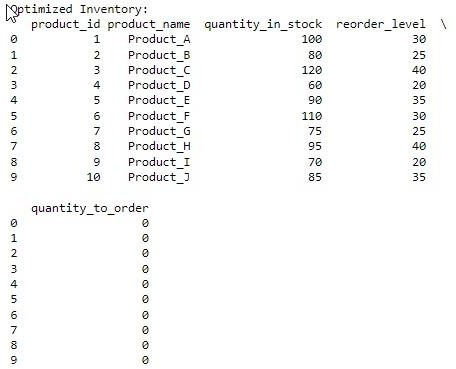 Optimized Inventory:
product_id product_name quantity_in_stock reorder_level \
0 1 Product_A 100 30
1 2 Product_B 80 25
2 3 Product_C 120 40
3 4 Product_D 60 20
4 5 Product_E 90 35
5 6 Product_F 110 30
6 7 Product_G 75 25
7 8 Product_H 95 40
8 9 Product_I 70 20
9 10 Product_J 85 35
quantity_to_order
0 0
1 0
2 0
3 0
4 0
5 0
6 0
7 0
8 0
9 0